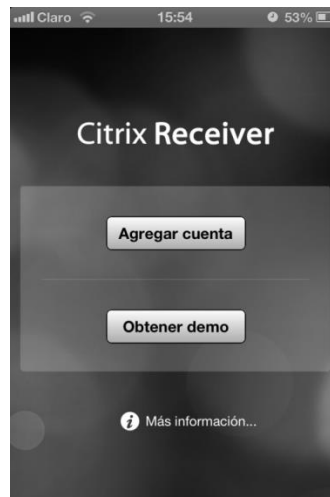 Claro 15:54 53%
Citrix Receiver
Agregar cuenta
Obtener demo
i Más información...